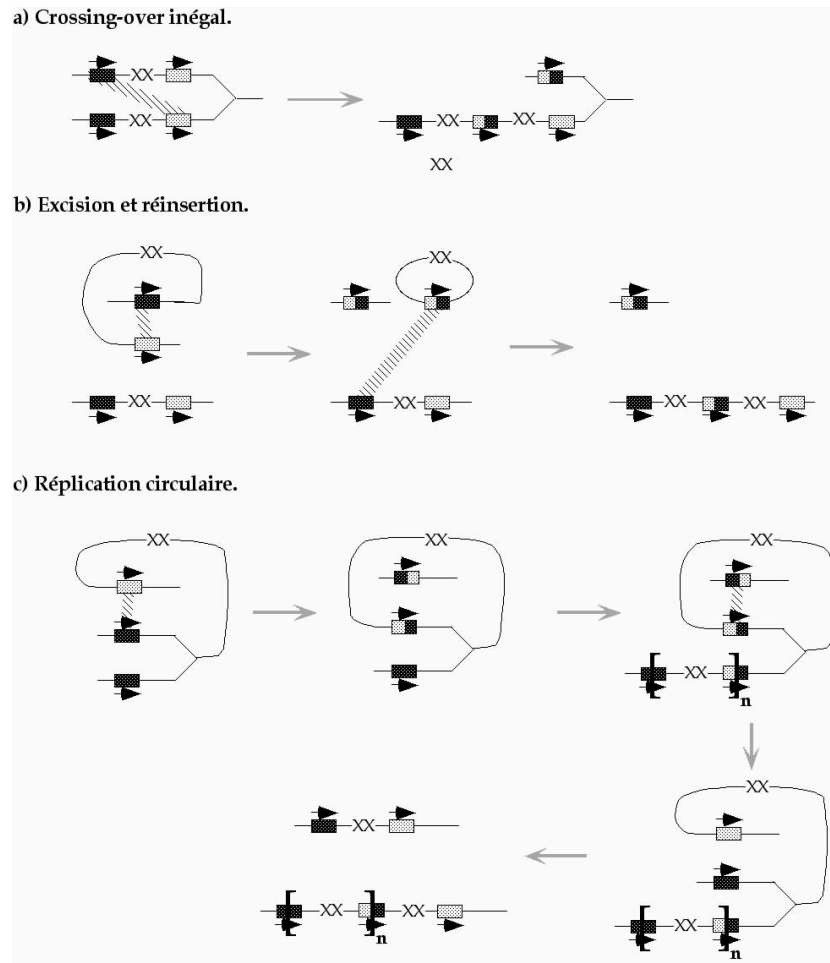 a) Crossing-over inégal.
XX
XX
XX XX
XX
b) Excision et réinsertion.
XX XX
XX XX XX XX
c) Réplication circulaire.
XX XX XX
[ XX ]n
XX
XX
[ XX ]n XX [ XX ]n